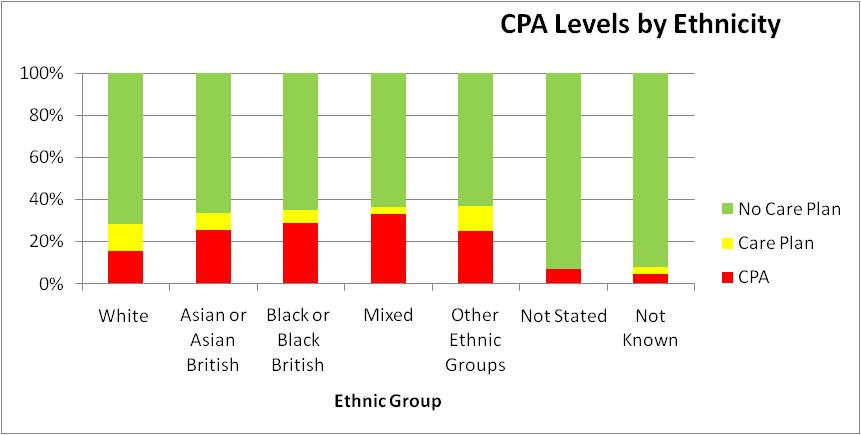 CPA Levels by Ethnicity
100%
80%
60%
40%
20%
0%
No Care Plan
Care Plan
CPA
White
Asian or
Asian
British
Black or
Black
British
Mixed
Other
Ethnic
Groups
Not Stated
Not
Known
Ethnic Group